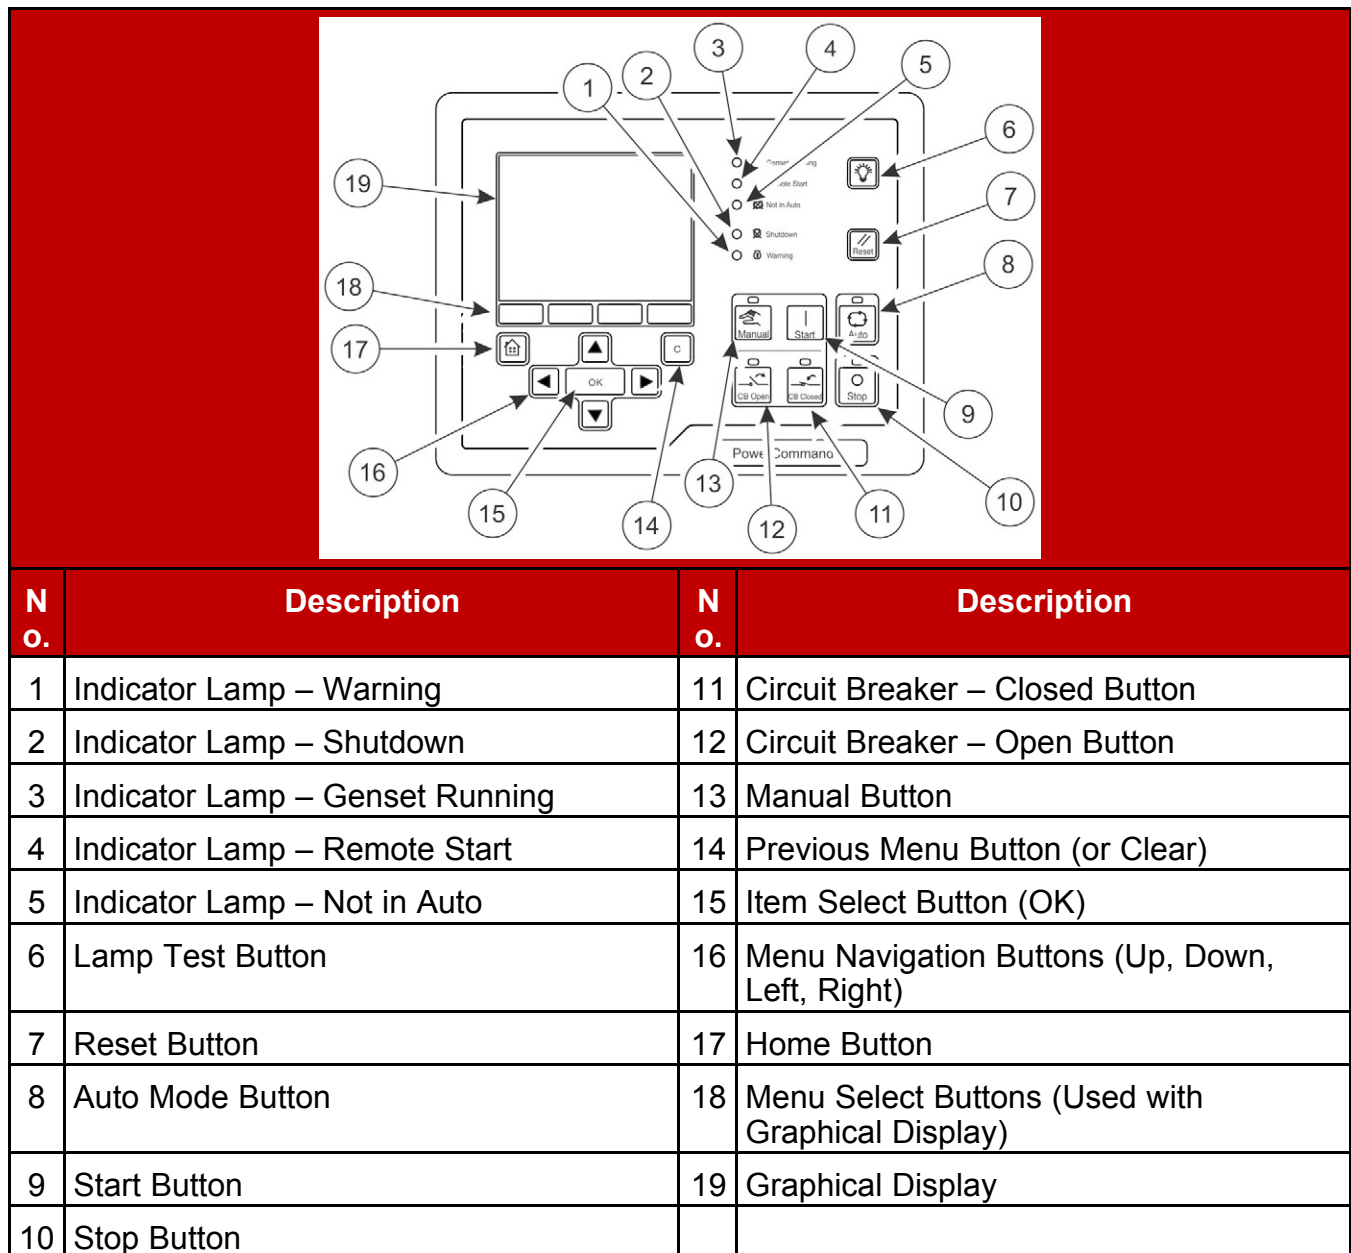 3
4
5
2
1
6
19
Not in Auto
7
Shutdown
Reset
Warning
8
18
Manual
Start
17
C
OK
CB Open
CB Closed
Stop
9
16
13
15
14
12
11
10
No.
Description
No.
Description
1 Indicator Lamp – Warning 11 Circuit Breaker – Closed Button
2 Indicator Lamp – Shutdown 12 Circuit Breaker – Open Button
3 Indicator Lamp – Genset Running 13 Manual Button
4 Indicator Lamp – Remote Start 14 Previous Menu Button (or Clear)
5 Indicator Lamp – Not in Auto 15 Item Select Button (OK)
6 Lamp Test Button 16 Menu Navigation Buttons (Up, Down,
Left, Right)
7 Reset Button 17 Home Button
8 Auto Mode Button 18 Menu Select Buttons (Used with
Graphical Display)
9 Start Button 19 Graphical Display
10 Stop Button